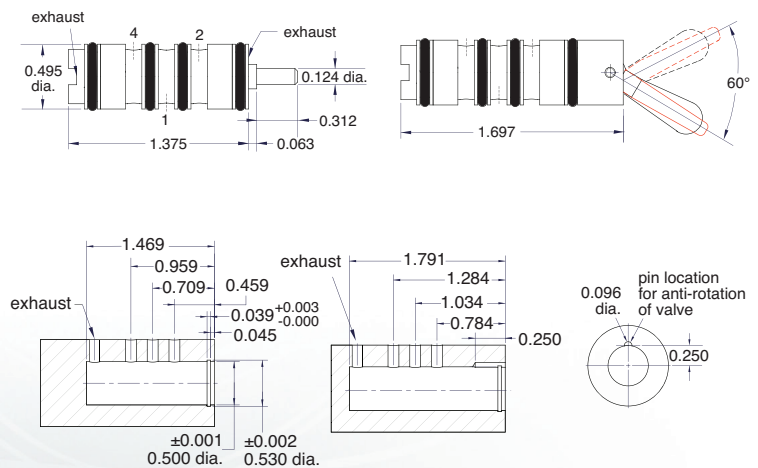 exhaust
4
2
exhaust
0.495
dia.
0.124 dia.
1
0.312
1.375
0.063
60°
1.697
1.469
0.959
0.709
0.459
exhaust
0.039 +0.003
-0.000
0.045
±0.001
0.500 dia.
±0.002
0.530 dia.
exhaust
1.791
1.284
1.034
0.784
0.250
0.096
dia.
pin location
for anti-rotation
of valve
0.250